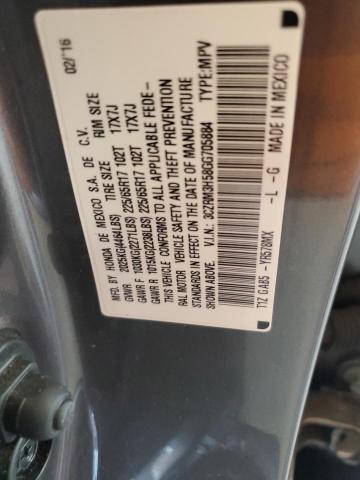 MFD. BY HONDA DE MEXICO S.A. DE C.V. 02/16
TIRE SIZE RIM SIZE
GVWR 2025KG(4464LBS)
GAWR F 1030KG(2271LBS) 225/65R17 102T 17X7J
GAWR R 1015KG(2238LBS) 225/65R17 102T 17X7J
THIS VEHICLE CONFORMS TO ALL APPLICABLE FEDE-
RAL MOTOR VEHICLE SAFETY AND THEFT PREVENTION
STANDARDS IN EFFECT ON THE DATE OF MANUFACTURE
V.I.N.: 3CZRM3H58GG705884 TYPE:MPV
T1Z GAB5 -YR578MX -L -G MADE IN MEXICO